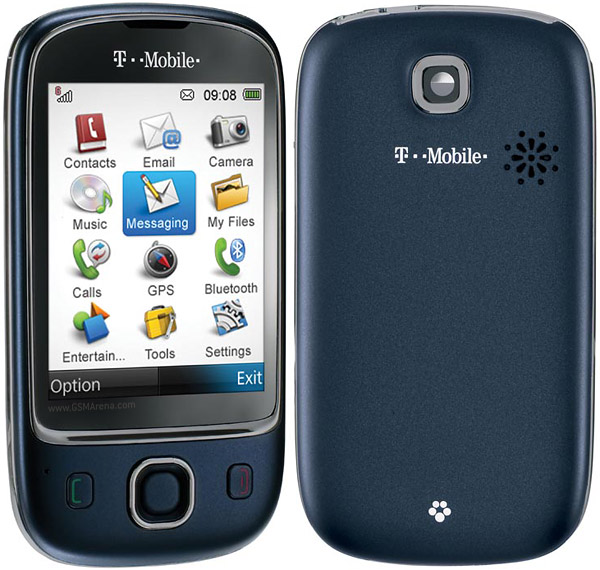 T··Mobile·
G 09:08
Contacts Email Camera
Music Messaging My Files
Calls GPS Bluetooth
Entertain... Tools Settings
Option Exit
www.GSMArena.com
T··Mobile·